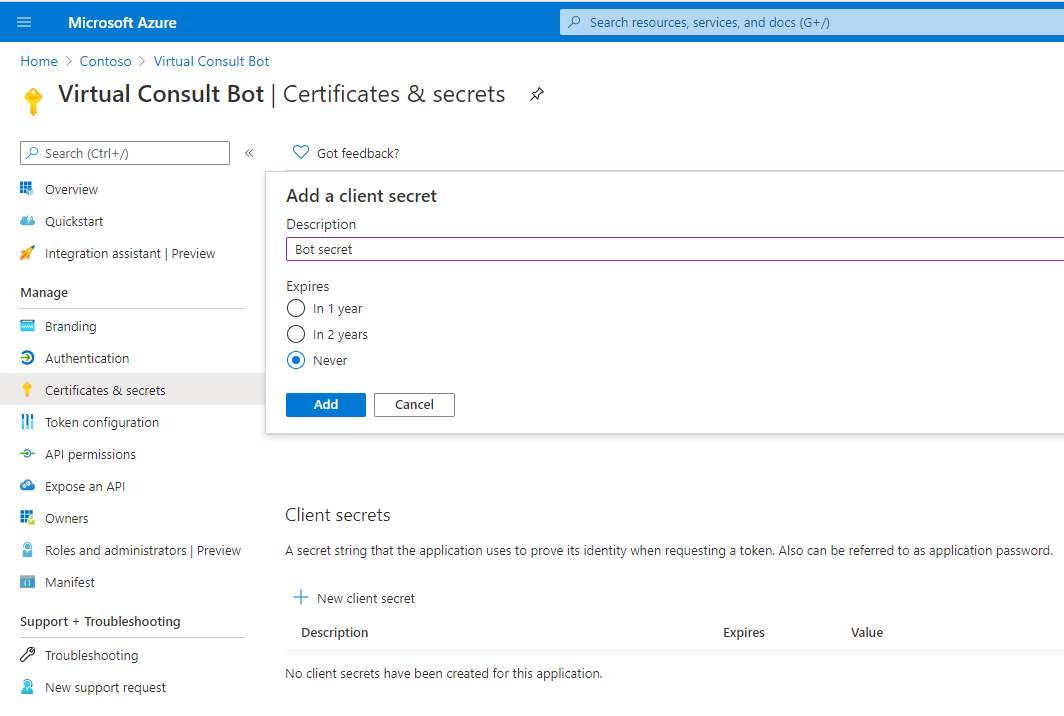 Microsoft Azure
Search resources, services, and docs (G+/)
Home > Contoso > Virtual Consult Bot
Virtual Consult Bot | Certificates & secrets
Search (Ctrl+/)
«
Got feedback?
Overview
Quickstart
Integration assistant | Preview
Manage
Branding
Authentication
Certificates & secrets
Token configuration
API permissions
Expose an API
Owners
Roles and administrators | Preview
Manifest
Support + Troubleshooting
Troubleshooting
New support request
Add a client secret
Description
Bot secret
Expires
In 1 year
In 2 years
Never
Add Cancel
Client secrets
A secret string that the application uses to prove its identity when requesting a token. Also can be referred to as application password.
New client secret
Description Expires Value
No client secrets have been created for this application.